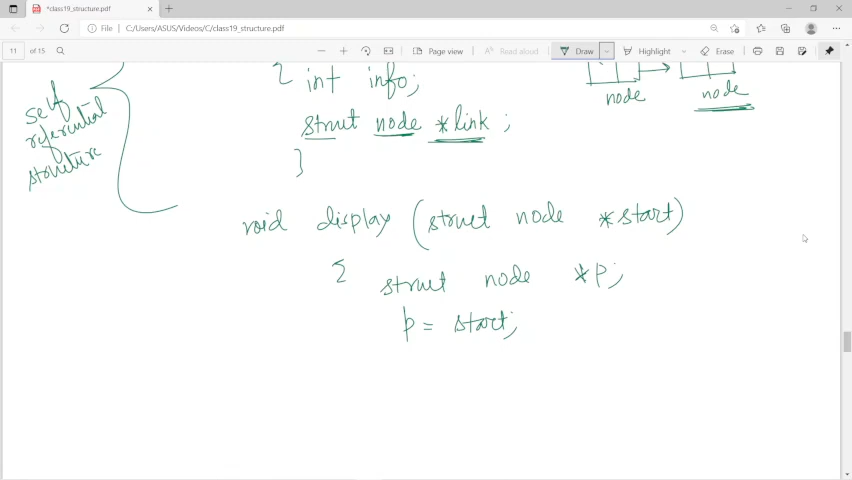 *class19_structure.pdf
File
C:/Users/ASUS/Videos/C/class19_structure.pdf
11 of 15
Page view
Read aloud
Draw
Highlight
Erase
{ int info;
struct node *link ;
}
node
node
self
referential
structure
void display (struct node *start)
{ struct node *p;
p = start;